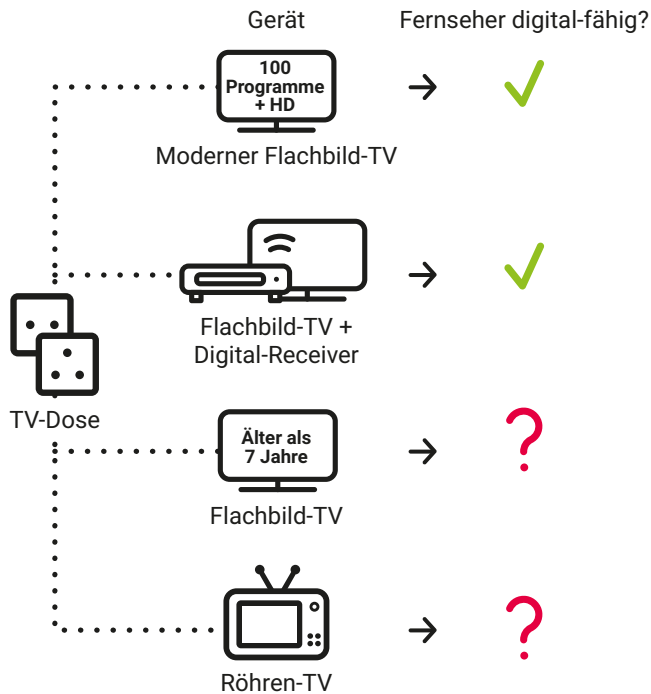 Gerät
Fernseher digital-fähig?
100
Programme
+ HD
Moderner Flachbild-TV
Flachbild-TV +
Digital-Receiver
TV-Dose
Älter als
7 Jahre
?
Flachbild-TV
?
Röhren-TV